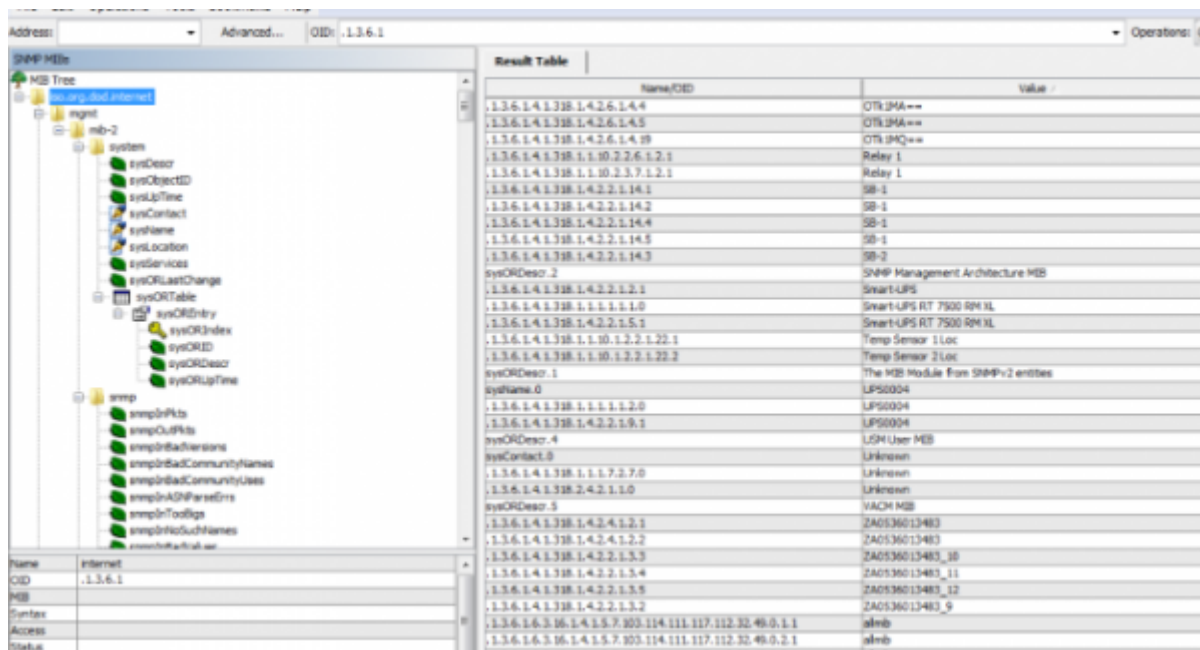 Address:
Advanced...
OID: .1.3.6.1
Operations:
SNMP MIBs
MIB Tree
iso.org.dod.internet
mgmt
mib-2
system
sysDescr
sysObjectID
sysUpTime
sysContact
sysName
sysLocation
sysServices
sysORLastChange
sysORTable
sysOREntry
sysORIndex
sysORID
sysORDescr
sysORUpTime
snmp
snmpInPkts
snmpOutPkts
snmpInBadVersions
snmpInBadCommunityNames
snmpInBadCommunityUses
snmpInASNParseErrs
snmpInTooBigs
snmpInNoSuchNames
snmpInBadValues
Name internet
OID .1.3.6.1
MIB
Syntax
Access
Status
Result Table
Name/OID Value
.1.3.6.1.4.1.318.1.4.2.6.1.4.4 OTk1MA==
.1.3.6.1.4.1.318.1.4.2.6.1.4.5 OTk1MA==
.1.3.6.1.4.1.318.1.4.2.6.1.4.19 OTk1MQ==
.1.3.6.1.4.1.318.1.1.10.2.2.6.1.2.1 Relay 1
.1.3.6.1.4.1.318.1.1.10.2.3.7.1.2.1 Relay 1
.1.3.6.1.4.1.318.1.4.2.2.1.14.1 SB-1
.1.3.6.1.4.1.318.1.4.2.2.1.14.2 SB-1
.1.3.6.1.4.1.318.1.4.2.2.1.14.4 SB-1
.1.3.6.1.4.1.318.1.4.2.2.1.14.5 SB-1
.1.3.6.1.4.1.318.1.4.2.2.1.14.3 SB-2
sysORDescr.2 SNMP Management Architecture MIB
.1.3.6.1.4.1.318.1.4.2.2.1.2.1 Smart-UPS
.1.3.6.1.4.1.318.1.1.1.1.1.1.0 Smart-UPS RT 7500 RM XL
.1.3.6.1.4.1.318.1.4.2.2.1.5.1 Smart-UPS RT 7500 RM XL
.1.3.6.1.4.1.318.1.1.10.1.2.2.1.22.1 Temp Sensor 1 Loc
.1.3.6.1.4.1.318.1.1.10.1.2.2.1.22.2 Temp Sensor 2 Loc
sysORDescr.1 The MIB Module from SNMPv2 entities
sysName.0 UPS0004
.1.3.6.1.4.1.318.1.1.1.1.1.2.0 UPS0004
.1.3.6.1.4.1.318.1.4.2.2.1.9.1 UPS0004
sysORDescr.4 USM User MIB
sysContact.0 Unknown
.1.3.6.1.4.1.318.1.1.1.7.2.7.0 Unknown
.1.3.6.1.4.1.318.2.4.2.1.1.0 Unknown
sysORDescr.5 VACM MIB
.1.3.6.1.4.1.318.1.4.2.4.1.2.1 ZA0536013483
.1.3.6.1.4.1.318.1.4.2.4.1.2.2 ZA0536013483
.1.3.6.1.4.1.318.1.4.2.2.1.3.3 ZA0536013483_10
.1.3.6.1.4.1.318.1.4.2.2.1.3.4 ZA0536013483_11
.1.3.6.1.4.1.318.1.4.2.2.1.3.5 ZA0536013483_12
.1.3.6.1.4.1.318.1.4.2.2.1.3.2 ZA0536013483_9
.1.3.6.1.6.3.16.1.4.1.5.7.103.114.111.117.112.32.49.0.1.1 allmb
.1.3.6.1.6.3.16.1.4.1.5.7.103.114.111.117.112.32.49.0.2.1 allmb